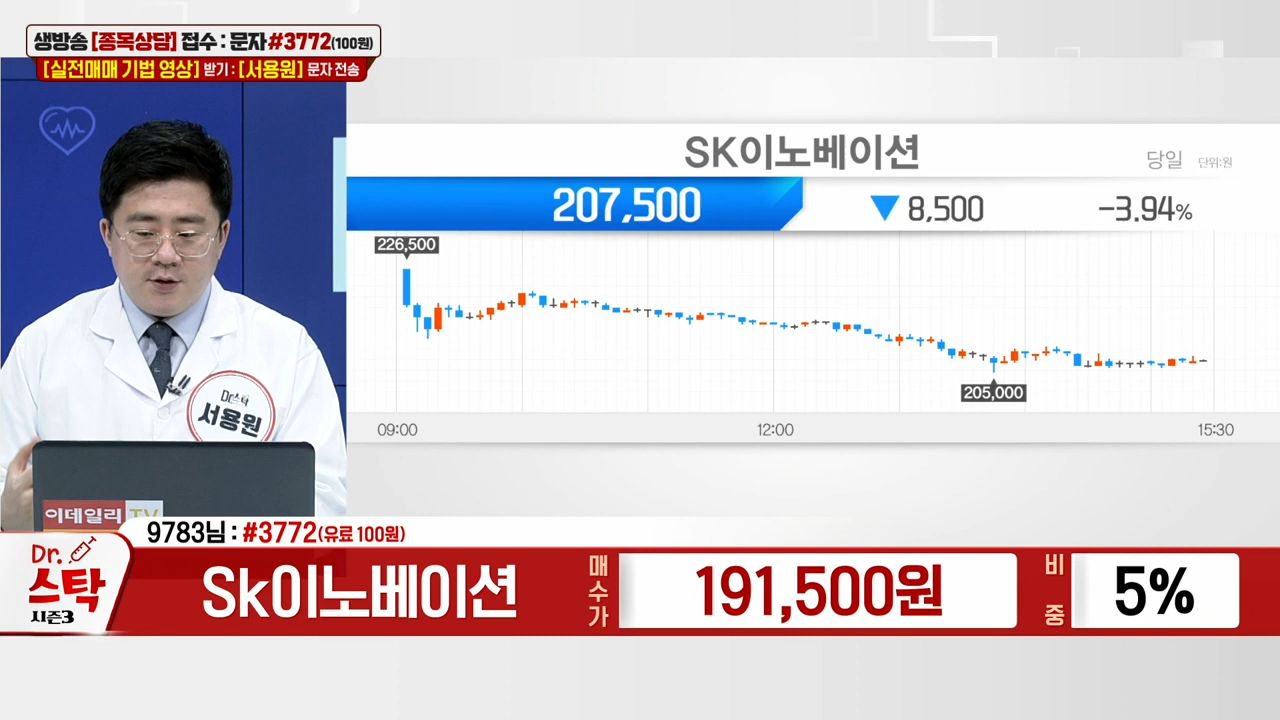 생방송 [종목상담] 접수 : 문자 #3772(100원)
[실전매매 기법 영상] 받기 : [서용원] 문자 전송
SK이노베이션
당일 단위:원
207,500 ▼ 8,500 -3.94%
226,500
205,000
09:00 12:00 15:30
Dr.스탁
서용원
이데일리 TV
9783님 : #3772(유료 100원)
Dr.
스탁
시즌3
Sk이노베이션 매수가 191,500원 비중 5%